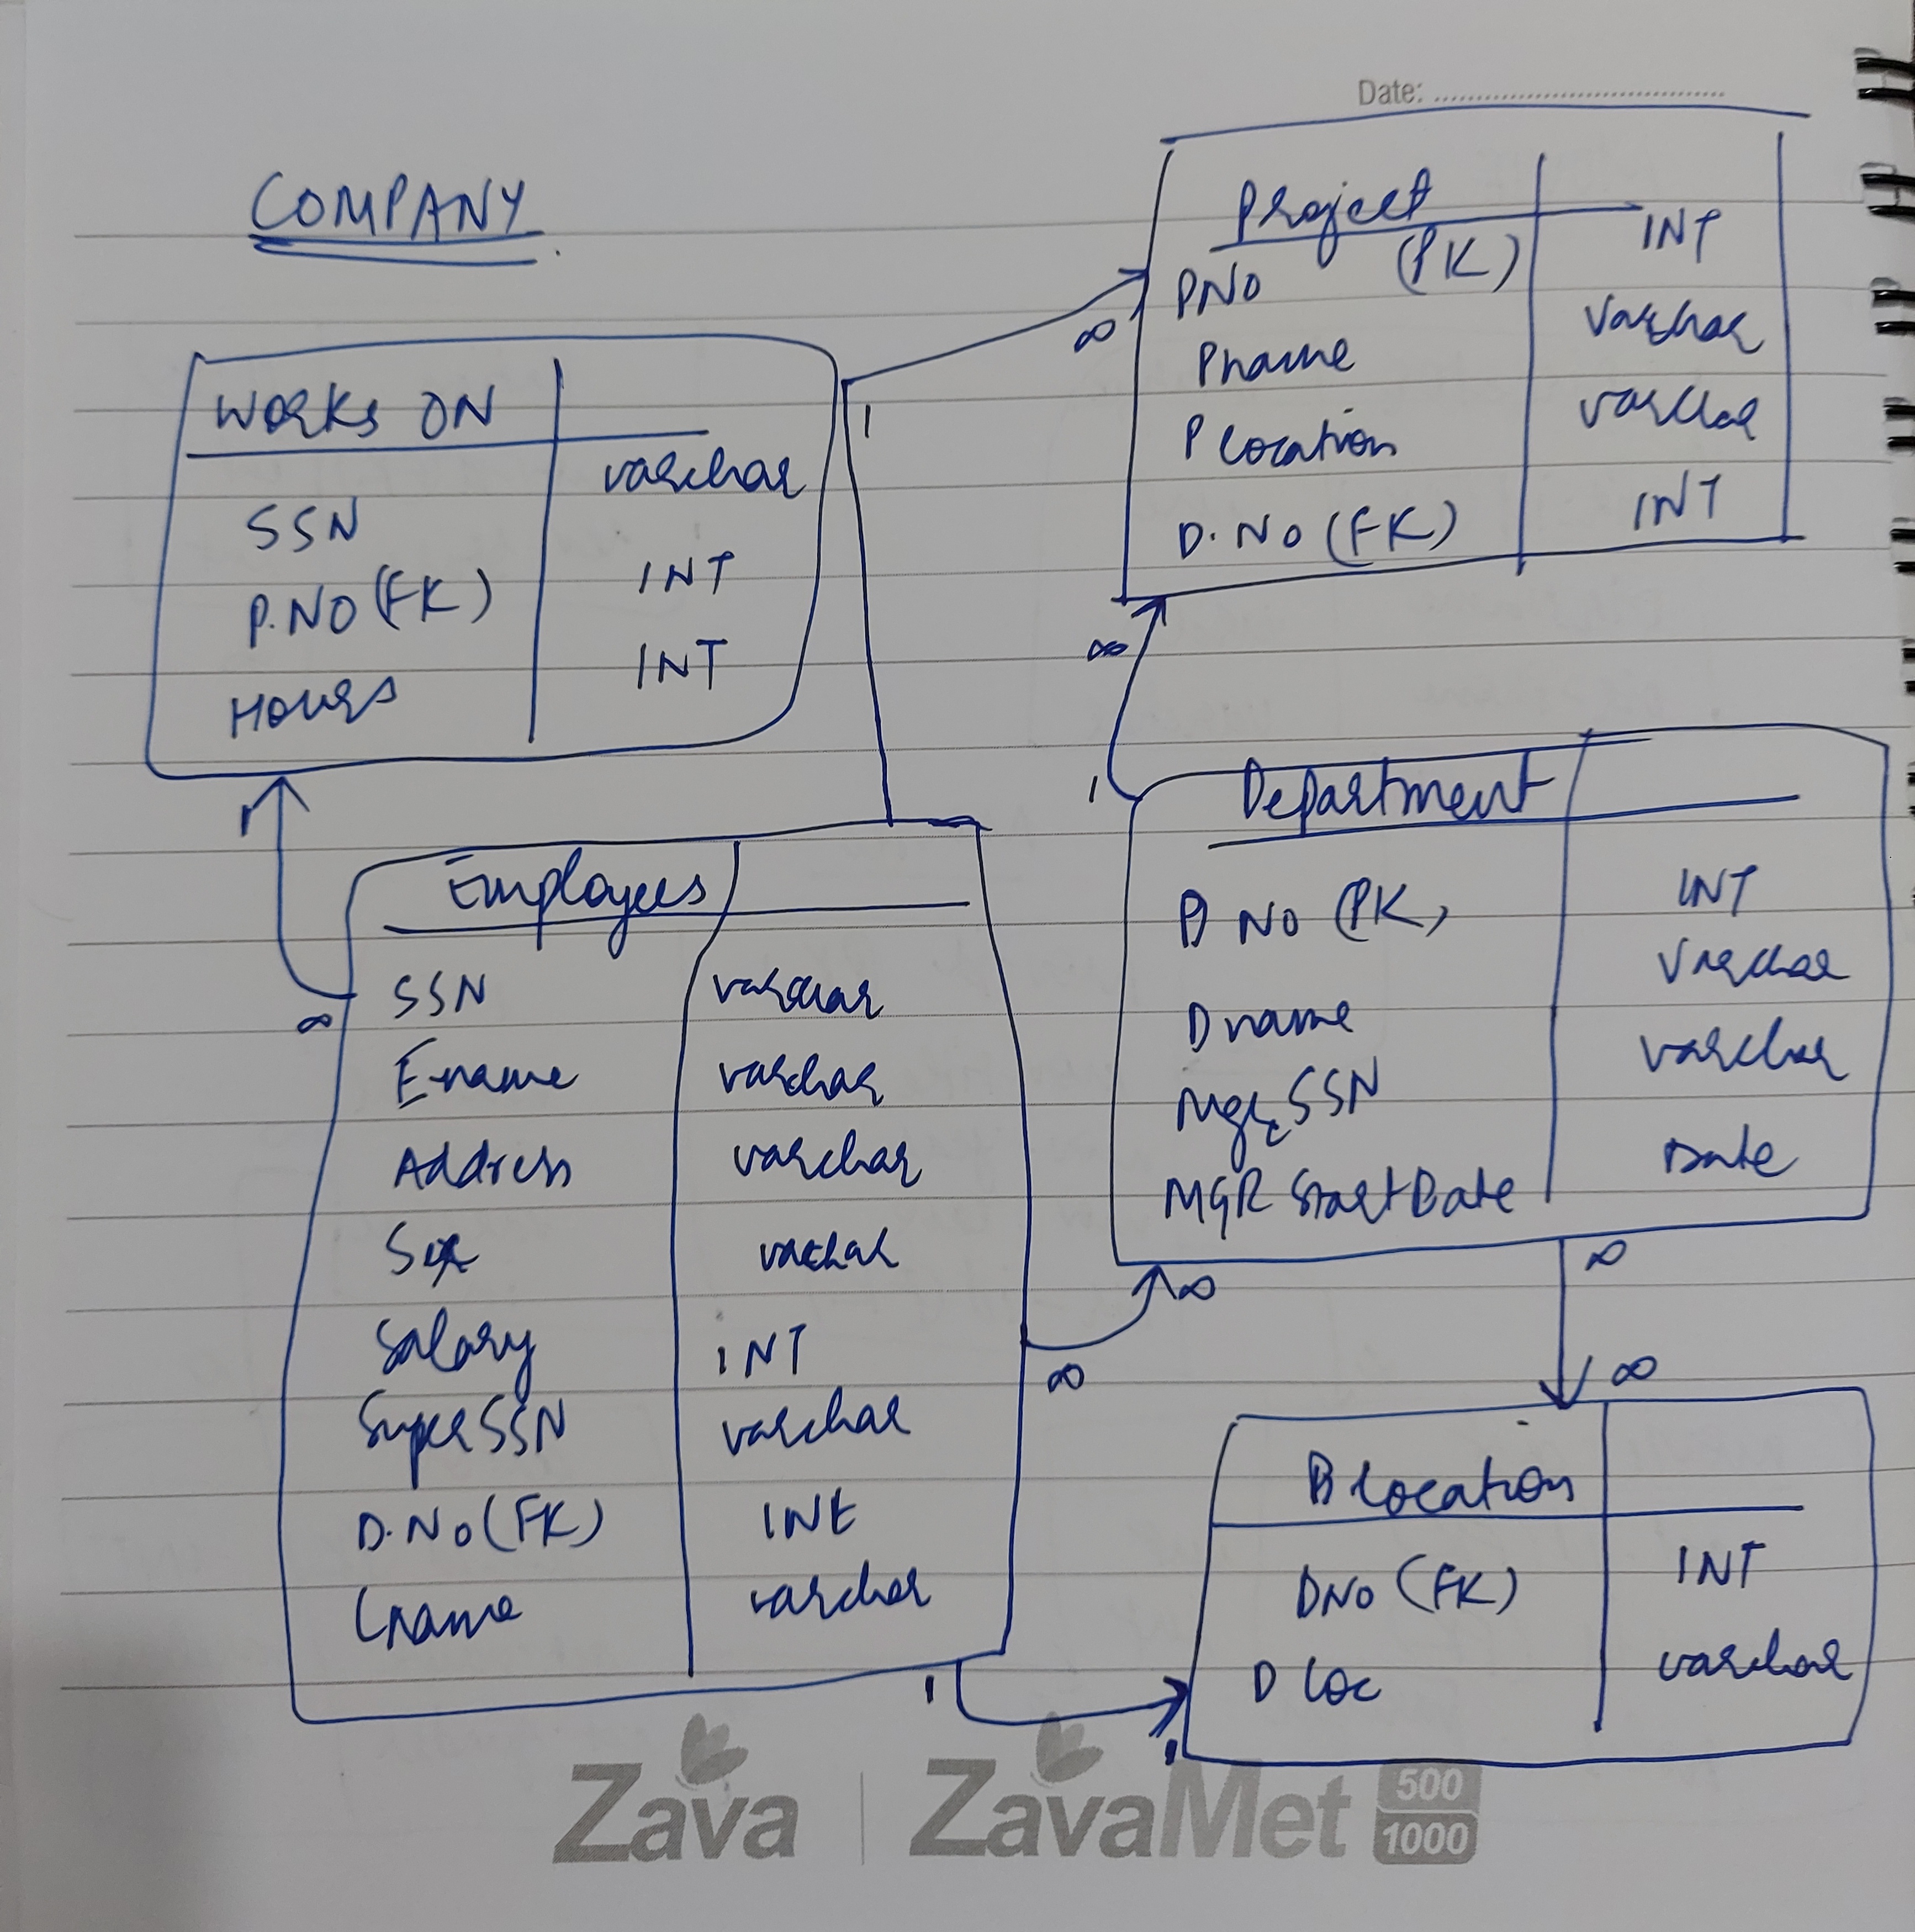 Date:
COMPANY
Project
PNO (PK) INT
Pname varchar
P location varchar
D.NO (FK) INT
∞
1
WORKS ON
SSN varchar
P.NO (FK) INT
Hours INT
∞
1
Department
D NO (PK) INT
Dname varchar
Mgr SSN varchar
MGR StartDate Date
1
∞
Employees
SSN varchar
Ename varchar
Address varchar
Sex varchar
Salary INT
SuperSSN varchar
D.NO (FK) INT
varchar
∞
∞
∞
∞
D location
DNO (FK) INT
D loc varchar
1
1
Zava | ZavaMet 500
1000